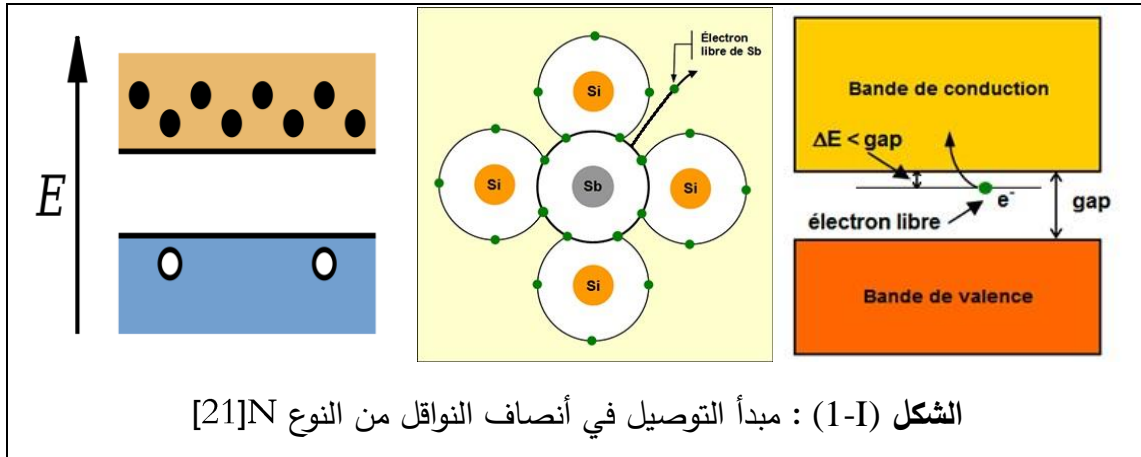 E
Si
Si
Sb
Si
Si
Électron
libre de Sb
Bande de conduction
ΔE < gap
e-
électron libre
gap
Bande de valence
الشكل (1-I) : مبدأ التوصيل في أنصاف النواقل من النوع N[21]